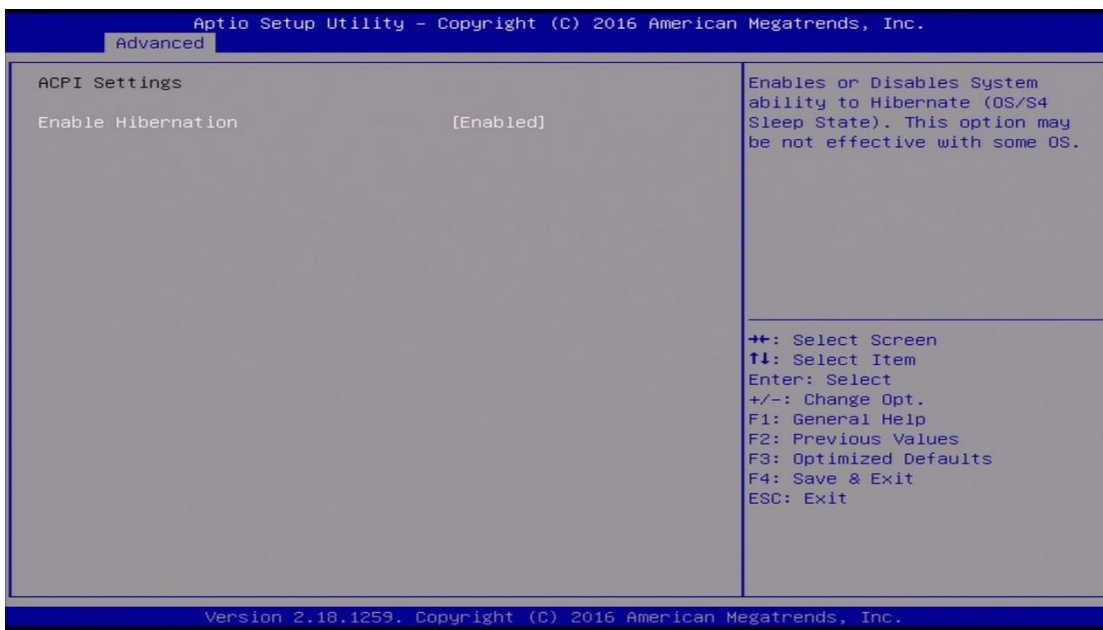 Aptio Setup Utility – Copyright (C) 2016 American Megatrends, Inc.
Advanced
ACPI Settings
Enable Hibernation [Enabled]
Enables or Disables System
ability to Hibernate (OS/S4
Sleep State). This option may
be not effective with some OS.
→←: Select Screen
↑↓: Select Item
Enter: Select
+/-: Change Opt.
F1: General Help
F2: Previous Values
F3: Optimized Defaults
F4: Save & Exit
ESC: Exit
Version 2.18.1259. Copyright (C) 2016 American Megatrends, Inc.